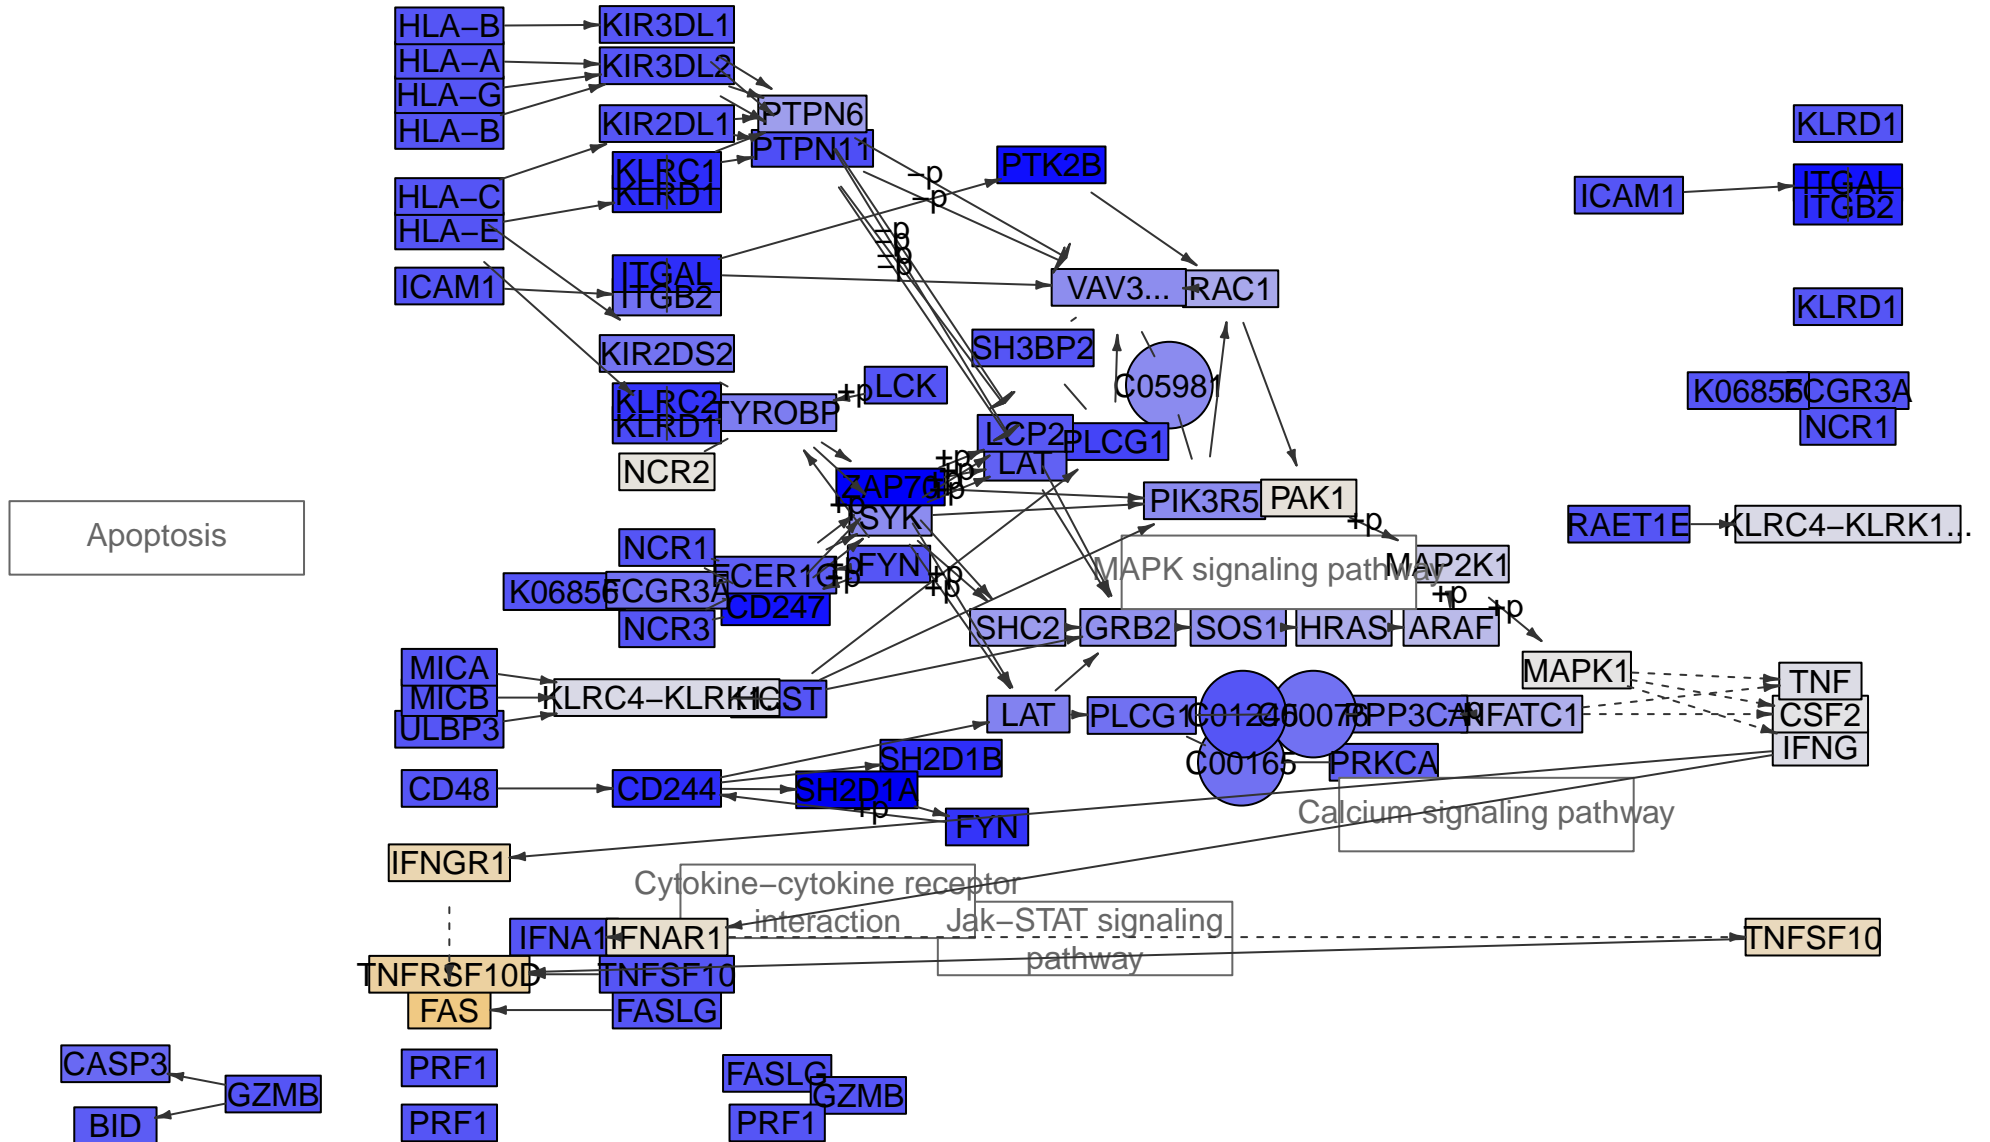 HLA−B
KIR3DL1
HLA−A
KIR3DL2
HLA−G
HLA−B
KIR2DL1
PTPN6
PTPN11
KLRC1
KLRD1
HLA−C
HLA−E
−p
−p
PTK2B
KLRD1
ICAM1
ITGAL
ITGB2
−p
−p
−p
−p
ICAM1
ITGAL
ITGB2
VAV3...
RAC1
KLRD1
KIR2DS2
SH3BP2
C05981
KLRC2
KLRD1
TYROBP
+p
LCK
K06856
FCGR3A
NCR1
LCP2
PLCG1
LAT
NCR2
ZAP70
SYK
+p
+p
+p
+p
+p
PIK3R5
PAK1
+p
RAET1E
KLRC4−KLRK1...
Apoptosis
NCR1
FCER1G
+p
+p
FYN
+p
+p
MAPK signaling pathway
MAP2K1
K06856
FCGR3A
CD247
NCR3
SHC2
GRB2
SOS1
HRAS
ARAF
+p
+p
MICA
MICB
ULBP3
KLRC4−KLRK1...
HCST
MAPK1
TNF
CSF2
IFNG
LAT
PLCG1
C01245
C00076
PPP3CA
−p
NFATC1
C00165
PRKCA
CD48
CD244
SH2D1B
SH2D1A
+p
FYN
Calcium signaling pathway
IFNGR1
Cytokine−cytokine receptor
interaction
Jak−STAT signaling
pathway
IFNA1
IFNAR1
TNFSF10
TNFRSF10D
TNFSF10
FAS
FASLG
CASP3
GZMB
BID
PRF1
PRF1
FASLG
GZMB
PRF1